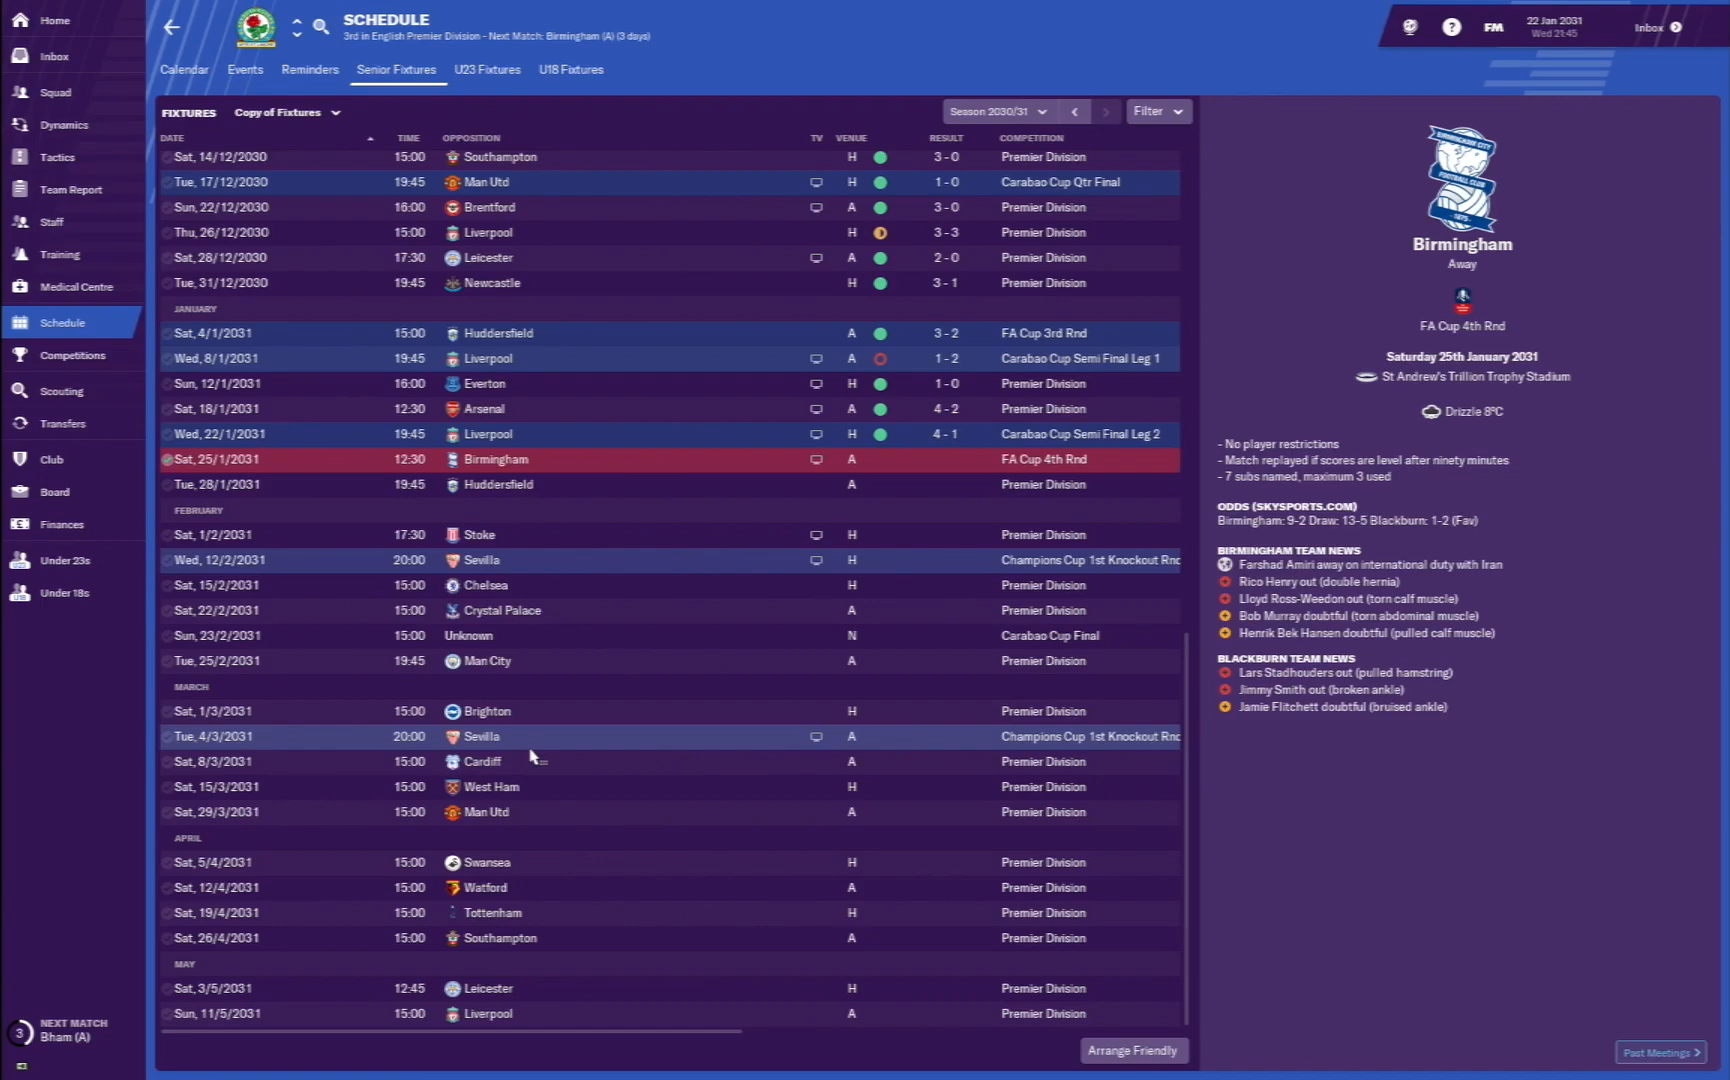 Home
Inbox
Squad
Dynamics
Tactics
Team Report
Staff
Training
Medical Centre
Schedule
Competitions
Scouting
Transfers
Club
Board
Finances
Under 23s
Under 18s
3 NEXT MATCH
Bham (A)
SCHEDULE
3rd in English Premier Division - Next Match: Birmingham (A) (3 days)
? FM 22 Jan 2031 Inbox
Wed 21:45
Calendar Events Reminders Senior Fixtures U23 Fixtures U18 Fixtures
FIXTURES Copy of Fixtures Season 2030/31 Filter
DATE TIME OPPOSITION TV VENUE RESULT COMPETITION
Sat, 14/12/2030 15:00 Southampton H 3 - 0 Premier Division
Tue, 17/12/2030 19:45 Man Utd H 1 - 0 Carabao Cup Qtr Final
Sun, 22/12/2030 16:00 Brentford A 3 - 0 Premier Division
Thu, 26/12/2030 15:00 Liverpool H 3 - 3 Premier Division
Sat, 28/12/2030 17:30 Leicester A 2 - 0 Premier Division
Tue, 31/12/2030 19:45 Newcastle H 3 - 1 Premier Division
JANUARY
Sat, 4/1/2031 15:00 Huddersfield A 3 - 2 FA Cup 3rd Rnd
Wed, 8/1/2031 19:45 Liverpool A 1 - 2 Carabao Cup Semi Final Leg 1
Sun, 12/1/2031 16:00 Everton H 1 - 0 Premier Division
Sat, 18/1/2031 12:30 Arsenal A 4 - 2 Premier Division
Wed, 22/1/2031 19:45 Liverpool H 4 - 1 Carabao Cup Semi Final Leg 2
Sat, 25/1/2031 12:30 Birmingham A FA Cup 4th Rnd
Tue, 28/1/2031 19:45 Huddersfield A Premier Division
FEBRUARY
Sat, 1/2/2031 17:30 Stoke H Premier Division
Wed, 12/2/2031 20:00 Sevilla H Champions Cup 1st Knockout Rnd
Sat, 15/2/2031 15:00 Chelsea H Premier Division
Sat, 22/2/2031 15:00 Crystal Palace A Premier Division
Sun, 23/2/2031 15:00 Unknown N Carabao Cup Final
Tue, 25/2/2031 19:45 Man City A Premier Division
MARCH
Sat, 1/3/2031 15:00 Brighton H Premier Division
Tue, 4/3/2031 20:00 Sevilla A Champions Cup 1st Knockout Rnd
Sat, 8/3/2031 15:00 Cardiff A Premier Division
Sat, 15/3/2031 15:00 West Ham H Premier Division
Sat, 29/3/2031 15:00 Man Utd A Premier Division
APRIL
Sat, 5/4/2031 15:00 Swansea H Premier Division
Sat, 12/4/2031 15:00 Watford A Premier Division
Sat, 19/4/2031 15:00 Tottenham H Premier Division
Sat, 26/4/2031 15:00 Southampton A Premier Division
MAY
Sat, 3/5/2031 12:45 Leicester H Premier Division
Sun, 11/5/2031 15:00 Liverpool A Premier Division
Arrange Friendly
BIRMINGHAM CITY
FOOTBALL CLUB
1875
Birmingham
Away
FA Cup 4th Rnd
Saturday 25th January 2031
St Andrew's Trillion Trophy Stadium
Drizzle 8ºC
- No player restrictions
- Match replayed if scores are level after ninety minutes
- 7 subs named, maximum 3 used
ODDS (SKYSPORTS.COM)
Birmingham: 9-2 Draw: 13-5 Blackburn: 1-2 (Fav)
BIRMINGHAM TEAM NEWS
Farshad Amiri away on international duty with Iran
Rico Henry out (double hernia)
Lloyd Ross-Weedon out (torn calf muscle)
Bob Murray doubtful (torn abdominal muscle)
Henrik Bek Hansen doubtful (pulled calf muscle)
BLACKBURN TEAM NEWS
Lars Stadhouders out (pulled hamstring)
Jimmy Smith out (broken ankle)
Jamie Flitchett doubtful (bruised ankle)
Past Meetings